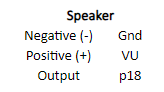 Speaker
Negative (-) Gnd
Positive (+) VU
Output p18